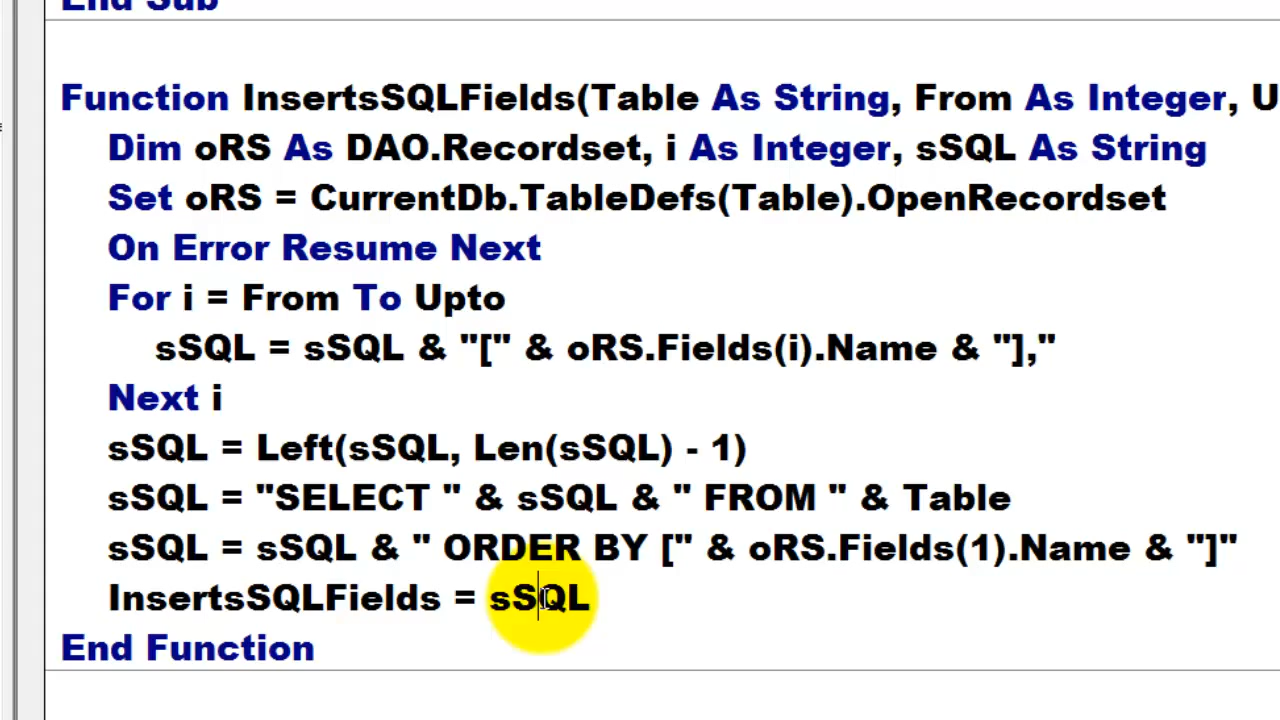 End Sub
Function InsertsSQLFields(Table As String, From As Integer, U
Dim oRS As DAO.Recordset, i As Integer, sSQL As String
Set oRS = CurrentDb.TableDefs(Table).OpenRecordset
On Error Resume Next
For i = From To Upto
sSQL = sSQL & "[" & oRS.Fields(i).Name & "],"
Next i
sSQL = Left(sSQL, Len(sSQL) - 1)
sSQL = "SELECT " & sSQL & " FROM " & Table
sSQL = sSQL & " ORDER BY [" & oRS.Fields(1).Name & "]"
InsertsSQLFields = sSQL
End Function